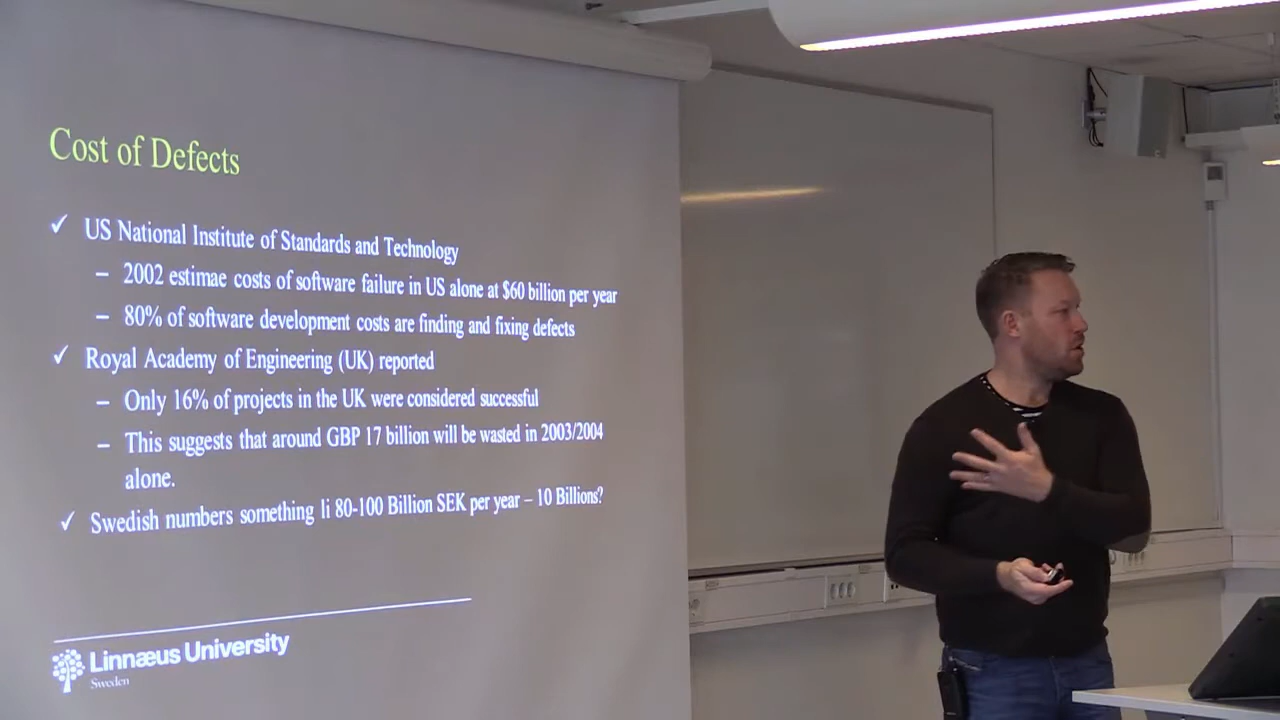 Cost of Defects
✓ US National Institute of Standards and Technology
– 2002 estimae costs of software failure in US alone at $60 billion per year
– 80% of software development costs are finding and fixing defects
✓ Royal Academy of Engineering (UK) reported
– Only 16% of projects in the UK were considered successful
– This suggests that around GBP 17 billion will be wasted in 2003/2004
alone.
✓ Swedish numbers something li 80-100 Billion SEK per year – 10 Billions?
Linnæus University
Sweden